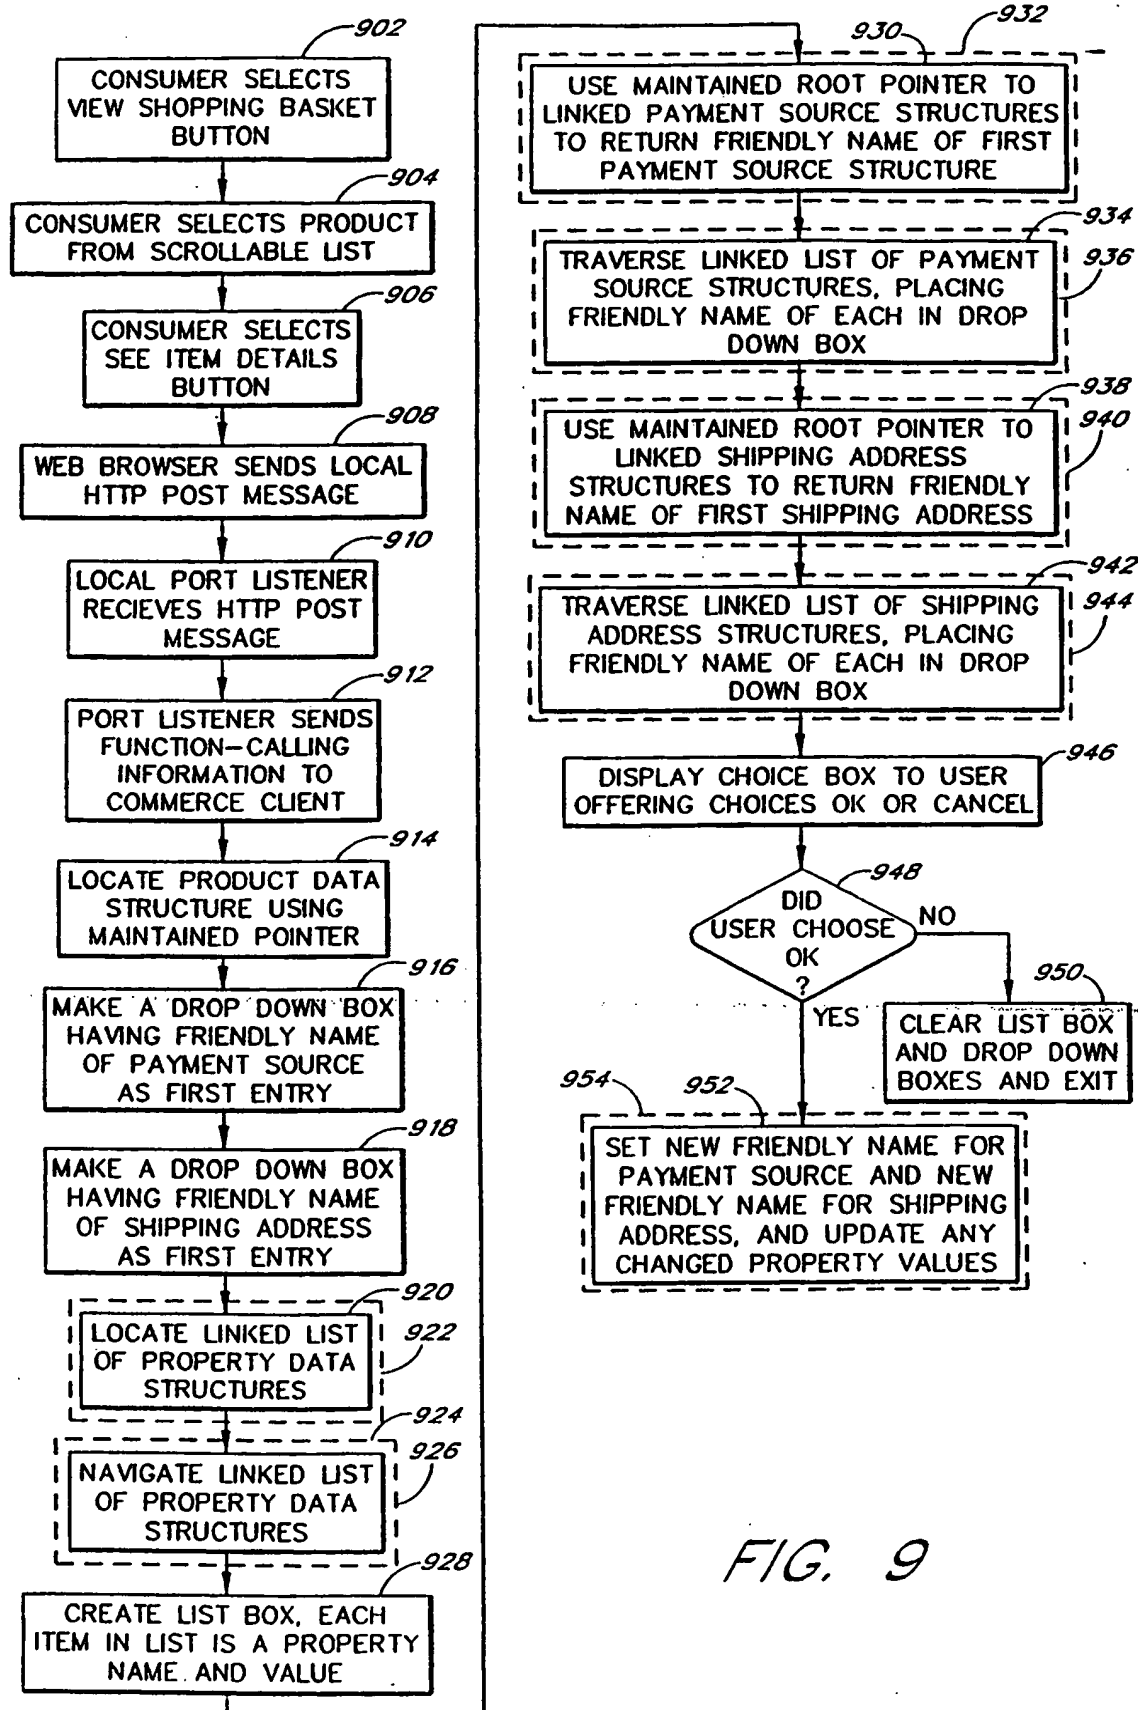 902
CONSUMER SELECTS
VIEW SHOPPING BASKET
BUTTON
904
CONSUMER SELECTS PRODUCT
FROM SCROLLABLE LIST
906
CONSUMER SELECTS
SEE ITEM DETAILS
BUTTON
908
WEB BROWSER SENDS LOCAL
HTTP POST MESSAGE
910
LOCAL PORT LISTENER
RECIEVES HTTP POST
MESSAGE
912
PORT LISTENER SENDS
FUNCTION-CALLING
INFORMATION TO
COMMERCE CLIENT
914
LOCATE PRODUCT DATA
STRUCTURE USING
MAINTAINED POINTER
916
MAKE A DROP DOWN BOX
HAVING FRIENDLY NAME
OF PAYMENT SOURCE
AS FIRST ENTRY
918
MAKE A DROP DOWN BOX
HAVING FRIENDLY NAME
OF SHIPPING ADDRESS
AS FIRST ENTRY
920
922
LOCATE LINKED LIST
OF PROPERTY DATA
STRUCTURES
924
926
NAVIGATE LINKED LIST
OF PROPERTY DATA
STRUCTURES
928
CREATE LIST BOX, EACH
ITEM IN LIST IS A PROPERTY
NAME AND VALUE
930
932
USE MAINTAINED ROOT POINTER TO
LINKED PAYMENT SOURCE STRUCTURES
TO RETURN FRIENDLY NAME OF FIRST
PAYMENT SOURCE STRUCTURE
934
936
TRAVERSE LINKED LIST OF PAYMENT
SOURCE STRUCTURES, PLACING
FRIENDLY NAME OF EACH IN DROP
DOWN BOX
938
940
USE MAINTAINED ROOT POINTER TO
LINKED SHIPPING ADDRESS
STRUCTURES TO RETURN FRIENDLY
NAME OF FIRST SHIPPING ADDRESS
942
944
TRAVERSE LINKED LIST OF SHIPPING
ADDRESS STRUCTURES, PLACING
FRIENDLY NAME OF EACH IN DROP
DOWN BOX
946
DISPLAY CHOICE BOX TO USER
OFFERING CHOICES OK OR CANCEL
948
DID
USER CHOOSE
OK
?
NO
YES
950
CLEAR LIST BOX
AND DROP DOWN
BOXES AND EXIT
954
952
SET NEW FRIENDLY NAME FOR
PAYMENT SOURCE AND NEW
FRIENDLY NAME FOR SHIPPING
ADDRESS, AND UPDATE ANY
CHANGED PROPERTY VALUES
FIG. 9